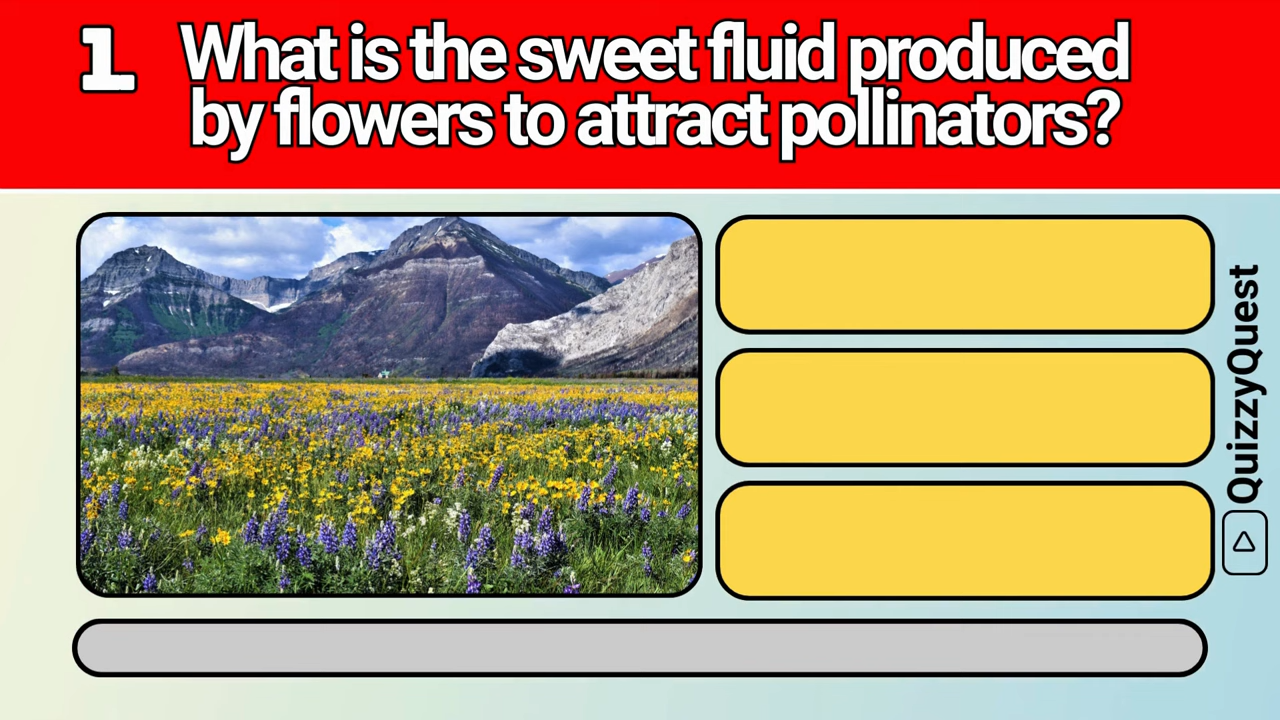 1
What is the sweet fluid produced
by flowers to attract pollinators?
QuizzyQuest